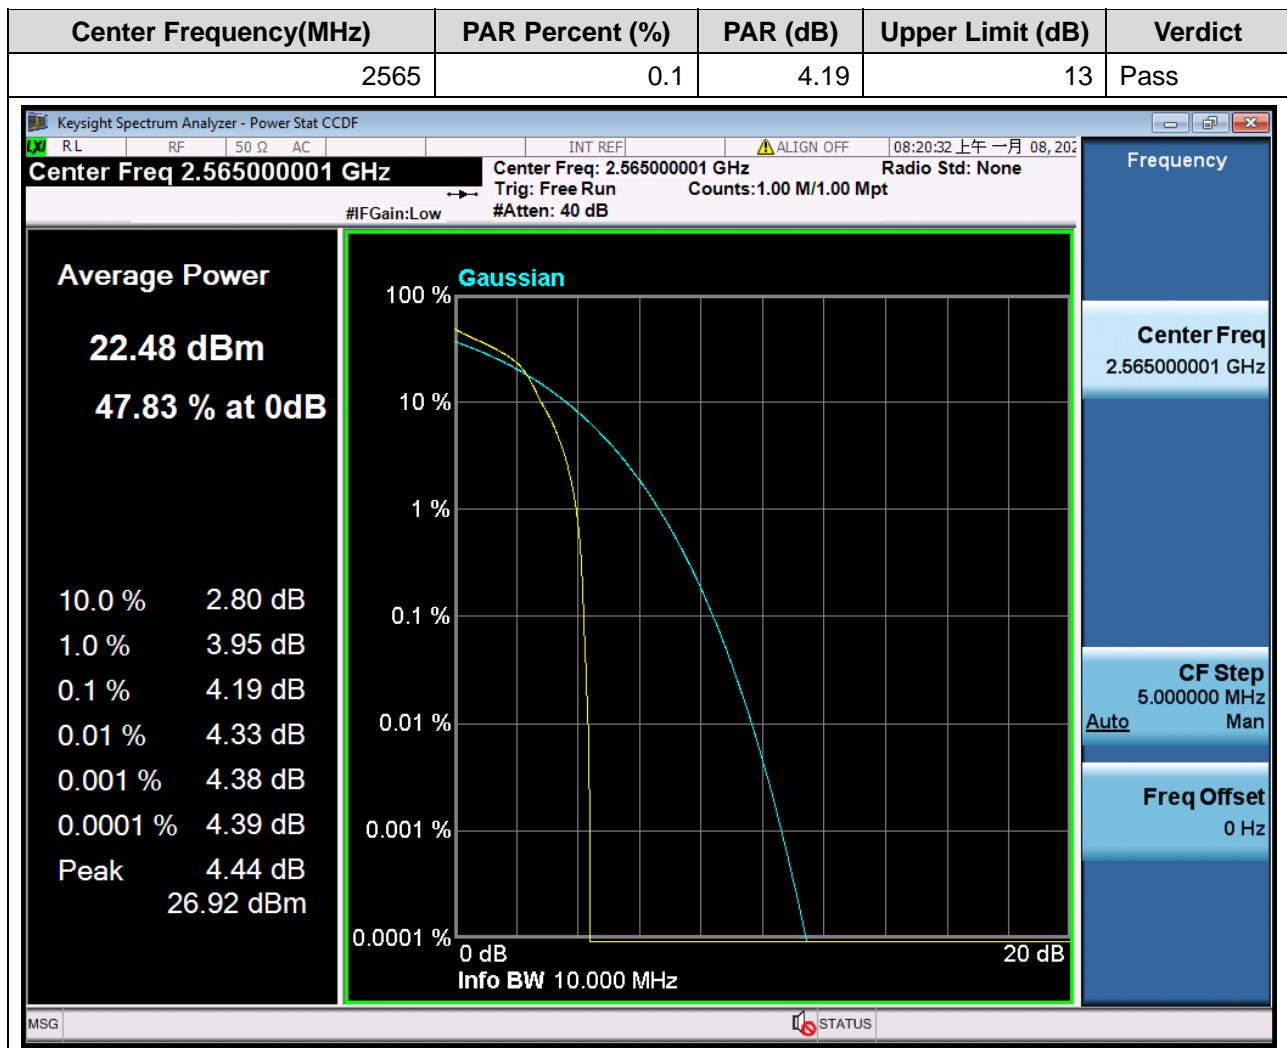 Center Frequency(MHz) PAR Percent (%) PAR (dB) Upper Limit (dB) Verdict
2565 0.1 4.19 13 Pass
Keysight Spectrum Analyzer - Power Stat CCDF
LXI RL RF 50 Ω AC INT REF ALIGN OFF 08:20:32 上午 一月 08, 202
Center Freq 2.565000001 GHz
Center Freq: 2.565000001 GHz Radio Std: None
Trig: Free Run Counts:1.00 M/1.00 Mpt
#IFGain:Low #Atten: 40 dB
Frequency
Average Power
22.48 dBm
47.83 % at 0dB
10.0 % 2.80 dB
1.0 % 3.95 dB
0.1 % 4.19 dB
0.01 % 4.33 dB
0.001 % 4.38 dB
0.0001 % 4.39 dB
Peak 4.44 dB
26.92 dBm
Gaussian
100 %
10 %
1 %
0.1 %
0.01 %
0.001 %
0.0001 %
0 dB 20 dB
Info BW 10.000 MHz
Center Freq
2.565000001 GHz
CF Step
5.000000 MHz
Auto Man
Freq Offset
0 Hz
MSG STATUS